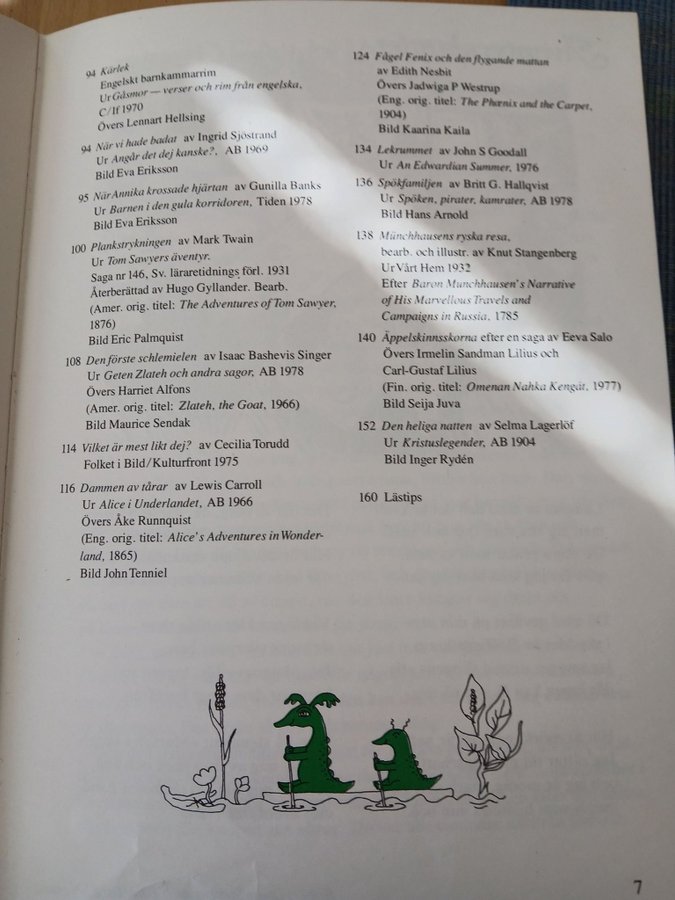 94 Kärlek
Engelskt barnkammarrim
Ur Gåsmor — verser och rim från engelska,
C/If 1970
Övers Lennart Hellsing
94 När vi hade badat av Ingrid Sjöstrand
Ur Angår det dej kanske?, AB 1969
Bild Eva Eriksson
95 När Annika krossade hjärtan av Gunilla Banks
Ur Barnen i den gula korridoren, Tiden 1978
Bild Eva Eriksson
100 Plankstrykningen av Mark Twain
Ur Tom Sawyers äventyr.
Saga nr 146, Sv. läraretidnings förl. 1931
Återberättad av Hugo Gyllander. Bearb.
(Amer. orig. titel: The Adventures of Tom Sawyer,
1876)
Bild Eric Palmquist
108 Den förste schlemielen av Isaac Bashevis Singer
Ur Geten Zlateh och andra sagor, AB 1978
Övers Harriet Alfons
(Amer. orig. titel: Zlateh, the Goat, 1966)
Bild Maurice Sendak
114 Vilket är mest likt dej? av Cecilia Torudd
Folket i Bild/Kulturfront 1975
116 Dammen av tårar av Lewis Carroll
Ur Alice i Underlandet, AB 1966
Övers Åke Runnquist
(Eng. orig. titel: Alice's Adventures in Wonder-
land, 1865)
Bild John Tenniel
124 Fågel Fenix och den flygande mattan
av Edith Nesbit
Övers Jadwiga P Westrup
(Eng. orig. titel: The Phœnix and the Carpet,
1904)
Bild Kaarina Kaila
134 Lekrummet av John S Goodall
Ur An Edwardian Summer, 1976
136 Spökfamiljen av Britt G. Hallqvist
Ur Spöken, pirater, kamrater, AB 1978
Bild Hans Arnold
138 Münchhausens ryska resa,
bearb. och illustr. av Knut Stangenberg
Ur Vårt Hem 1932
Efter Baron Munchhausen's Narrative
of His Marvellous Travels and
Campaigns in Russia, 1785
140 Äppelskinnsskorna efter en saga av Eeva Salo
Övers Irmelin Sandman Lilius och
Carl-Gustaf Lilius
(Fin. orig. titel: Omenan Nahka Kengät, 1977)
Bild Seija Juva
152 Den heliga natten av Selma Lagerlöf
Ur Kristuslegender, AB 1904
Bild Inger Rydén
160 Lästips
7